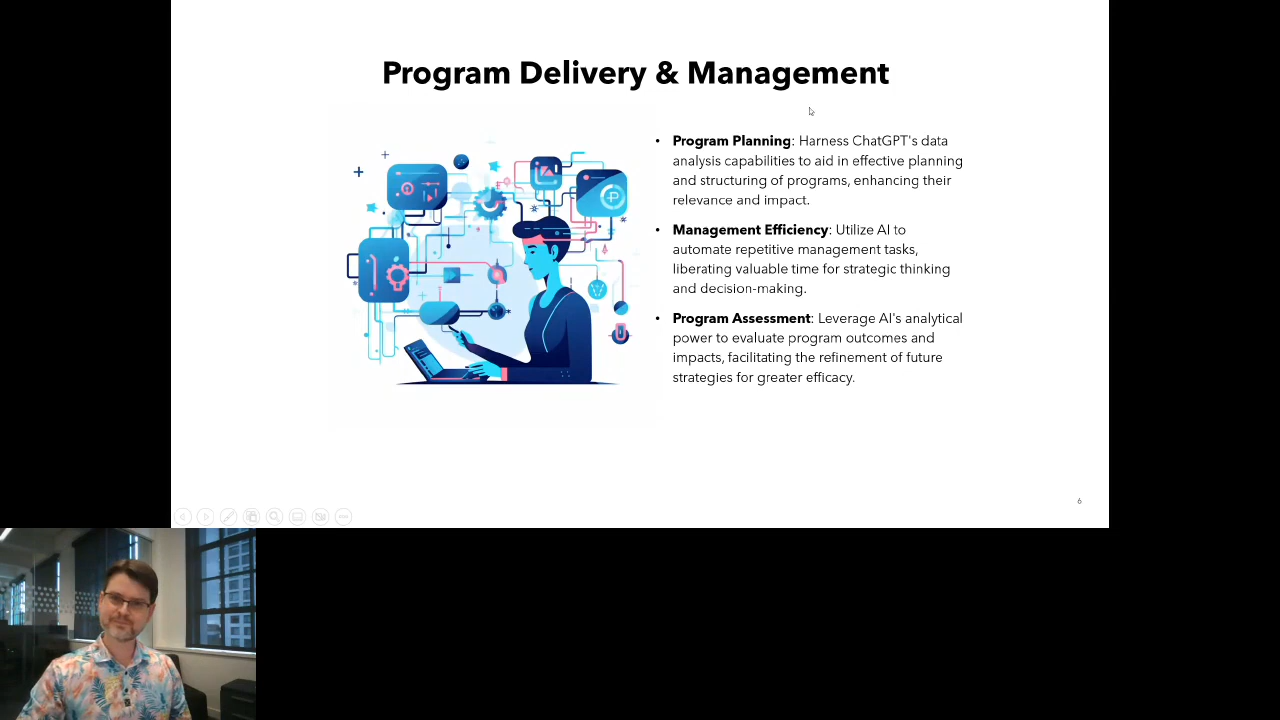 Program Delivery & Management
• Program Planning: Harness ChatGPT's data
analysis capabilities to aid in effective planning
and structuring of programs, enhancing their
relevance and impact.
• Management Efficiency: Utilize AI to
automate repetitive management tasks,
liberating valuable time for strategic thinking
and decision-making.
• Program Assessment: Leverage AI's analytical
power to evaluate program outcomes and
impacts, facilitating the refinement of future
strategies for greater efficacy.
6